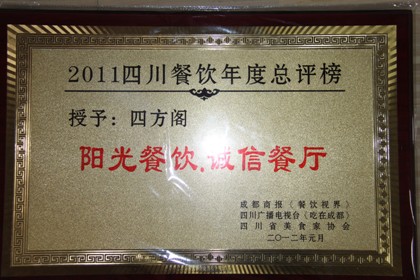 2011四川餐饮年度总评榜
授予：四方阁
阳光餐饮.诚信餐厅
成都商报（餐饮视界）
四川广播电视台（吃在成都）
四川省美食家协会
二〇一二年元月